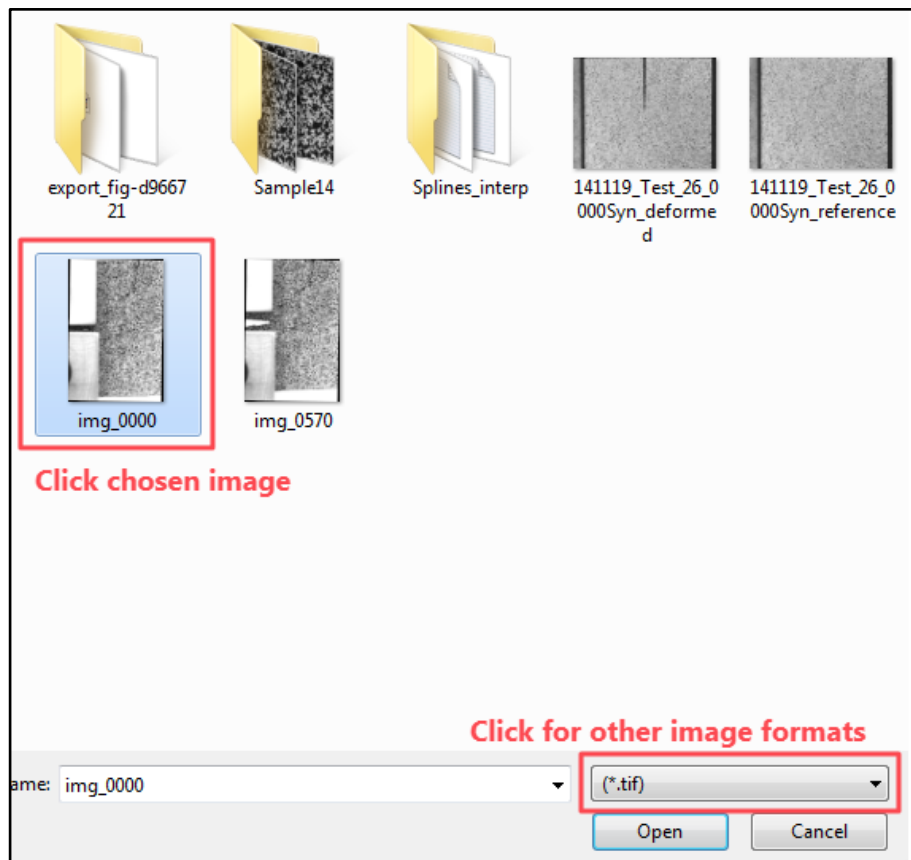 export_fig-d9667
21
Sample14
Splines_interp
141119_Test_26_0
000Syn_deforme
d
141119_Test_26_0
000Syn_reference
img_0000
img_0570
Click chosen image
Click for other image formats
ame: img_0000
(*.tif)
Open
Cancel